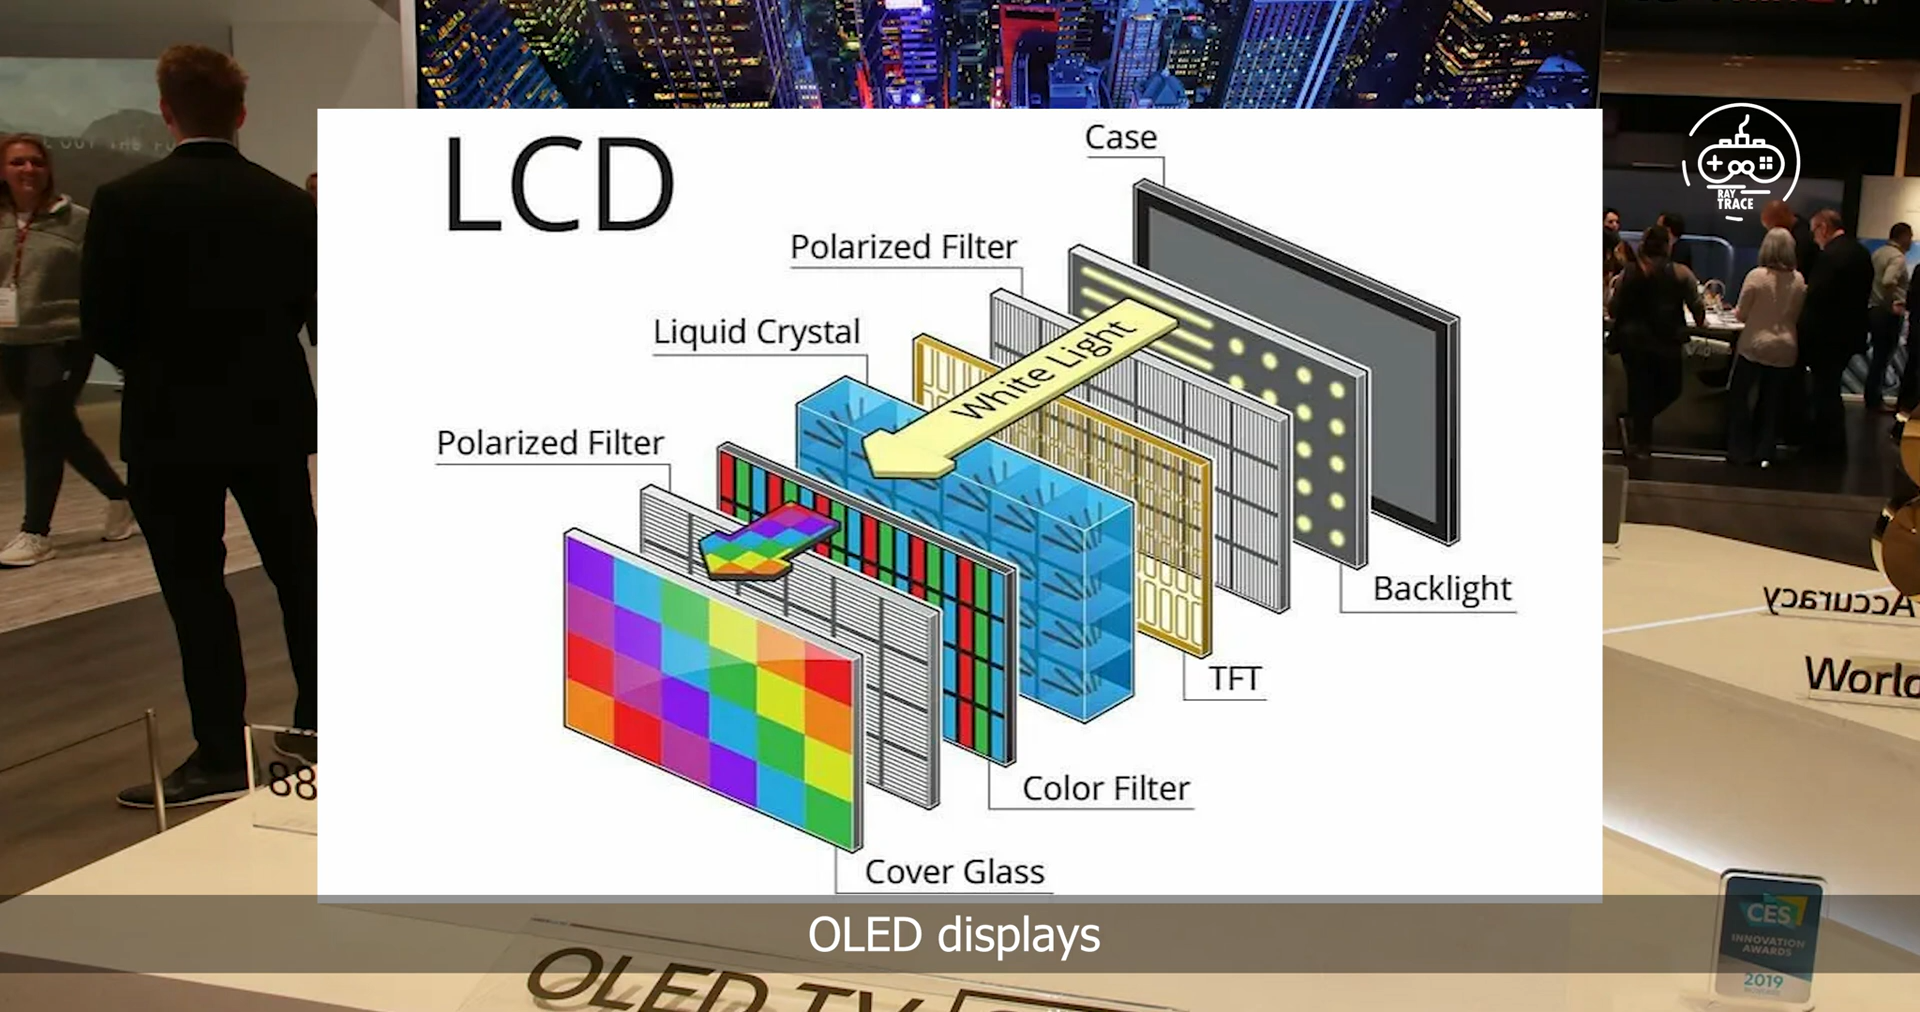 LCD
Case
Polarized Filter
Liquid Crystal
White Light
Polarized Filter
Backlight
TFT
Color Filter
Cover Glass
RAY
TRACE
Accuracy
World
88
OLED displays
OLED TV
CES
INNOVATION
AWARDS
2019